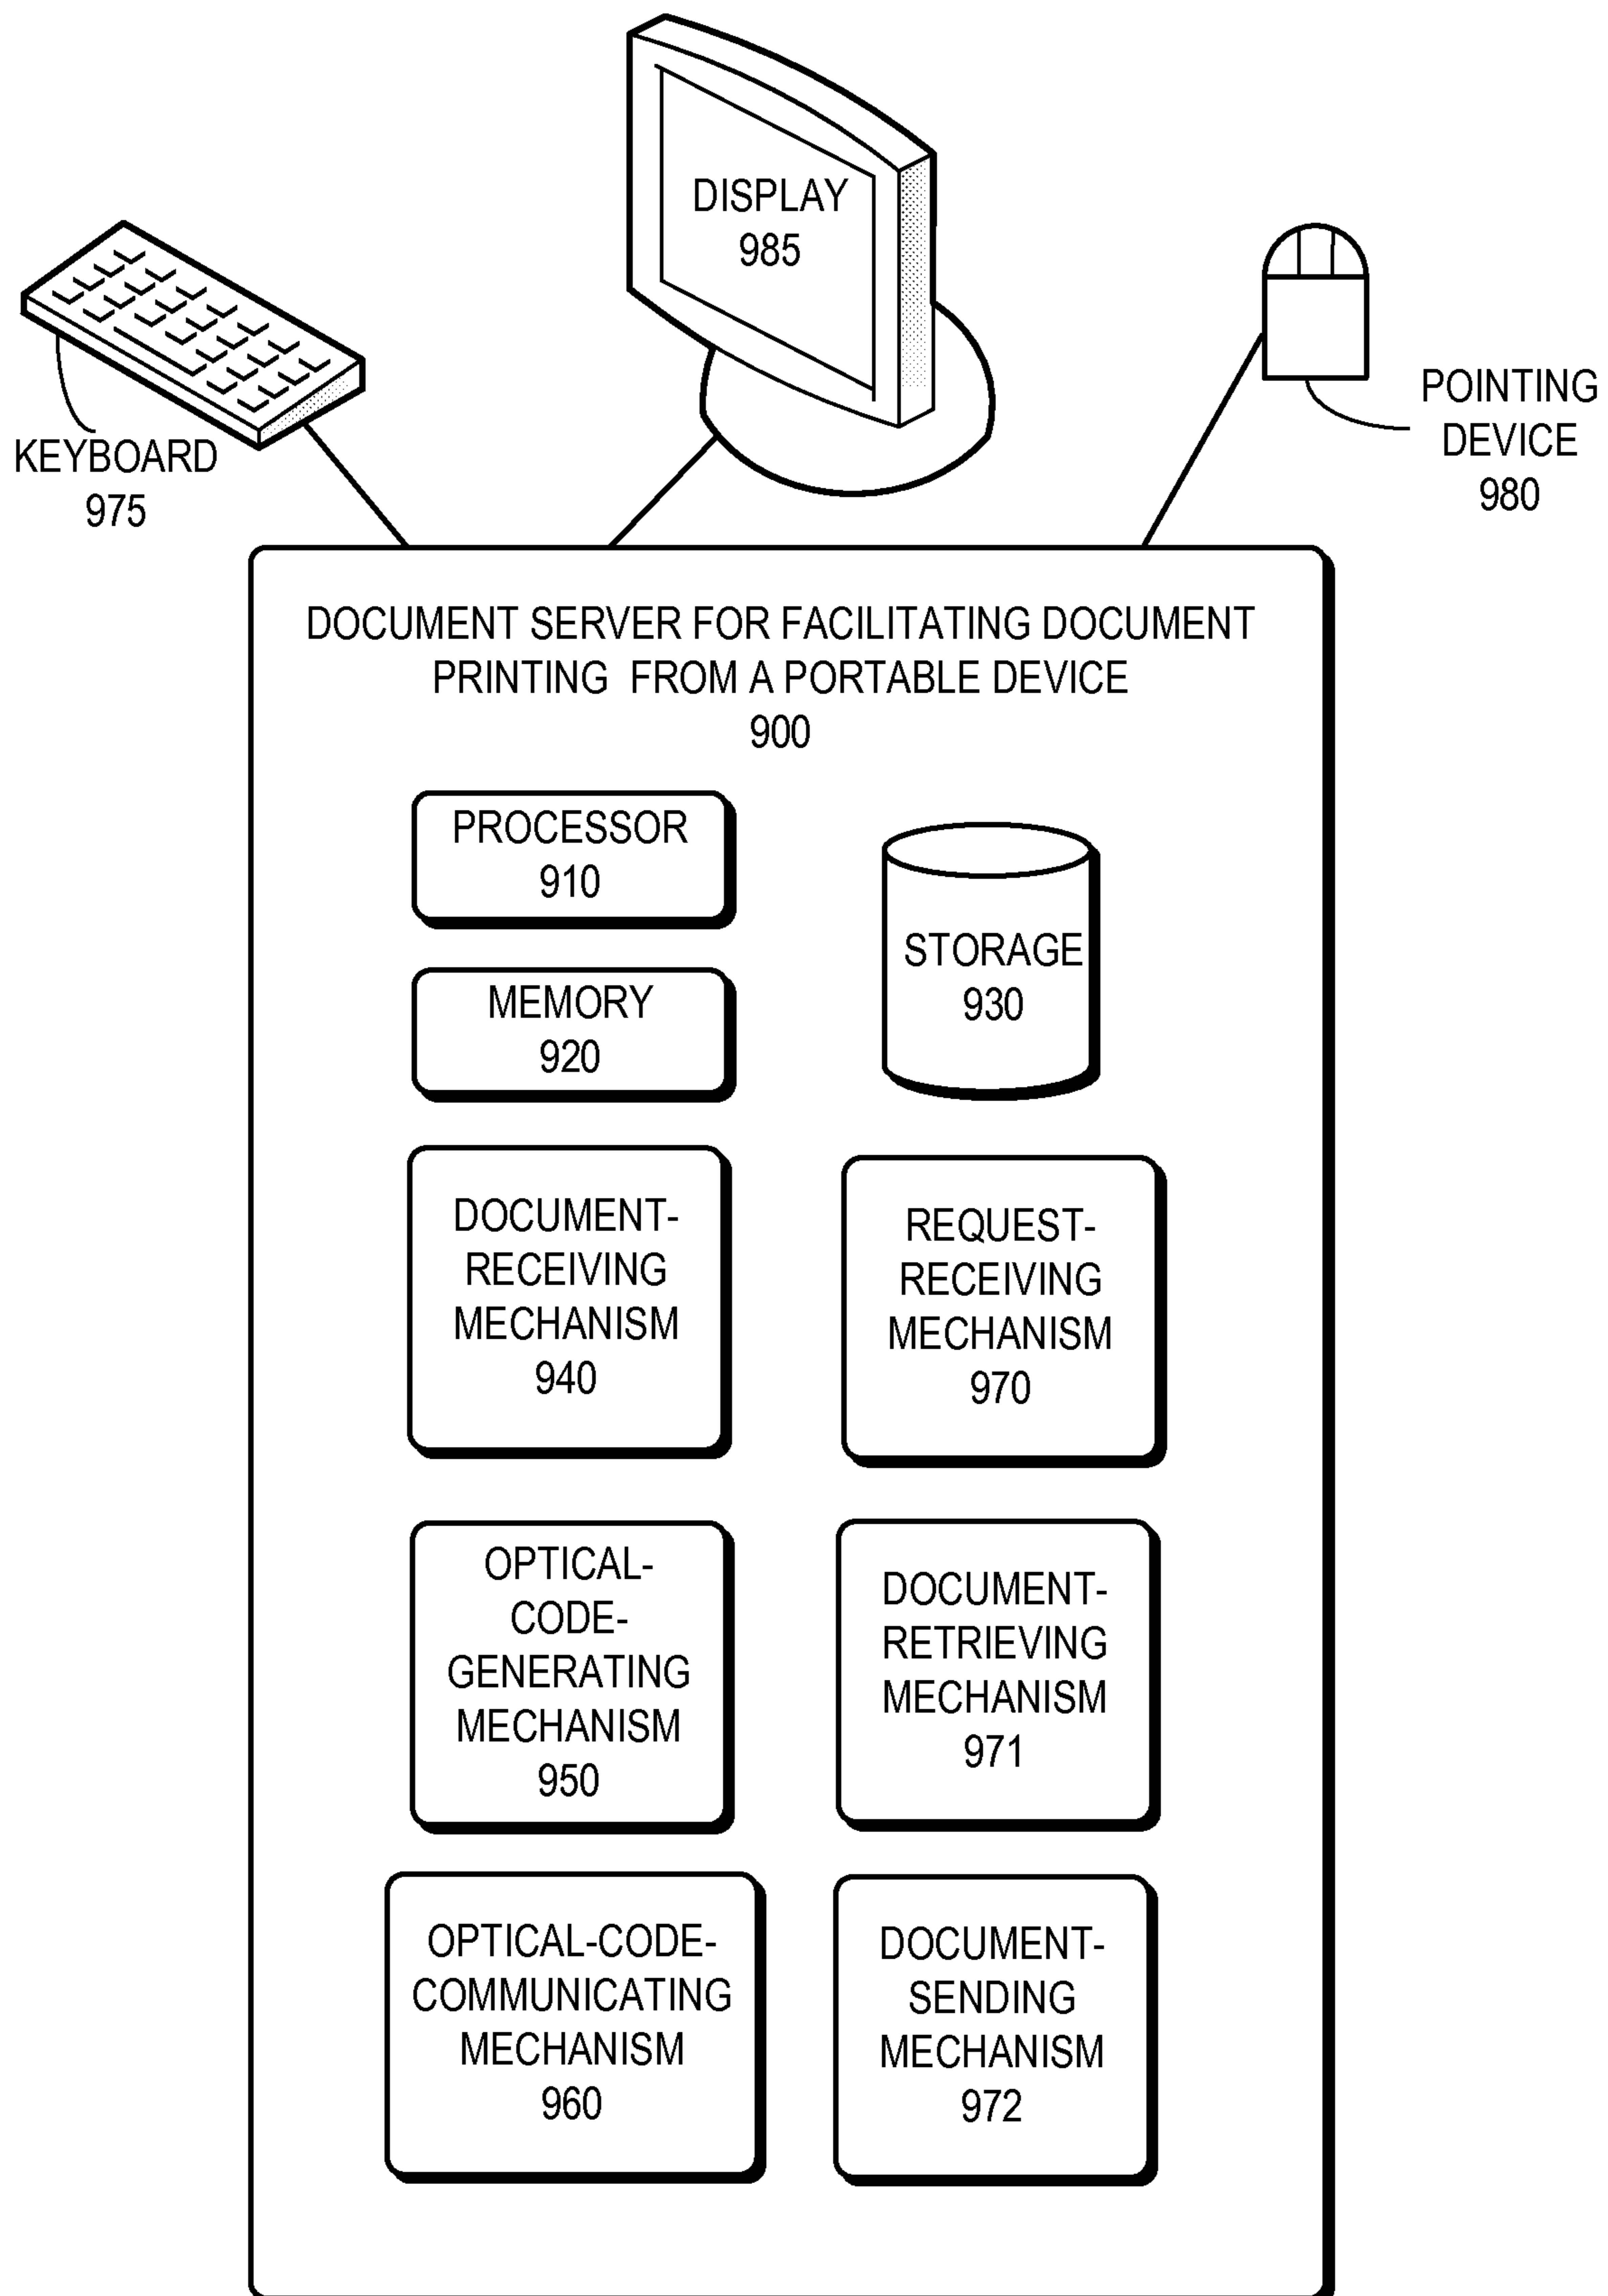 DISPLAY
985
KEYBOARD
975
POINTING
DEVICE
980
DOCUMENT SERVER FOR FACILITATING DOCUMENT
PRINTING FROM A PORTABLE DEVICE
900
PROCESSOR
910
MEMORY
920
STORAGE
930
DOCUMENT-
RECEIVING
MECHANISM
940
REQUEST-
RECEIVING
MECHANISM
970
OPTICAL-
CODE-
GENERATING
MECHANISM
950
DOCUMENT-
RETRIEVING
MECHANISM
971
OPTICAL-CODE-
COMMUNICATING
MECHANISM
960
DOCUMENT-
SENDING
MECHANISM
972